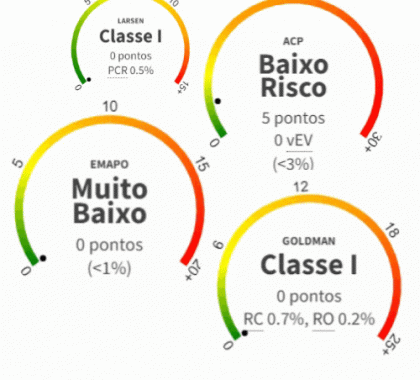 5
10
LARSEN
Classe I
0 pontos
PCR 0.5%
0
15+
ACP
Baixo
Risco
5 pontos
0 vEV
(<3%)
0
30+
10
5
15
EMAPO
Muito
Baixo
0 pontos
(<1%)
0
20+
12
6
18
GOLDMAN
Classe I
0 pontos
RC 0.7%, RO 0.2%
0
25+